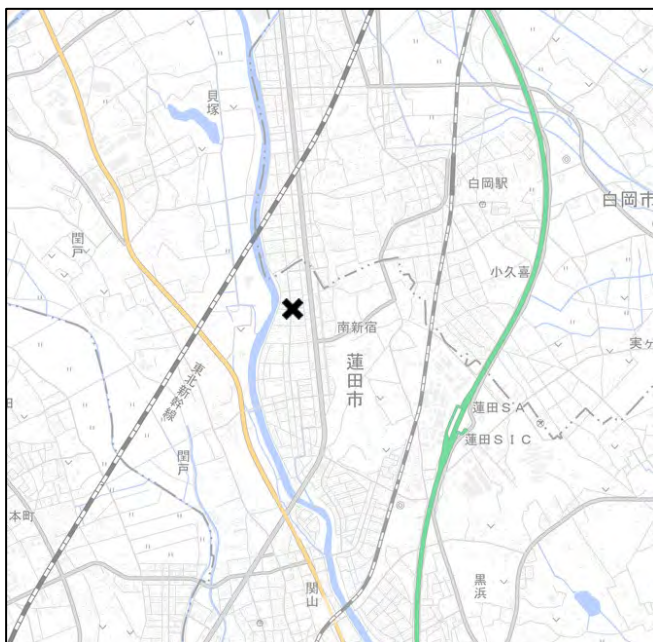 貝塚
白岡駅
白岡市
閏戸
小久喜
南新宿
実ヶ
蓮田市
東北新幹線
蓮田SA
蓮田SIC
閏戸
田
本町
関山
黒浜